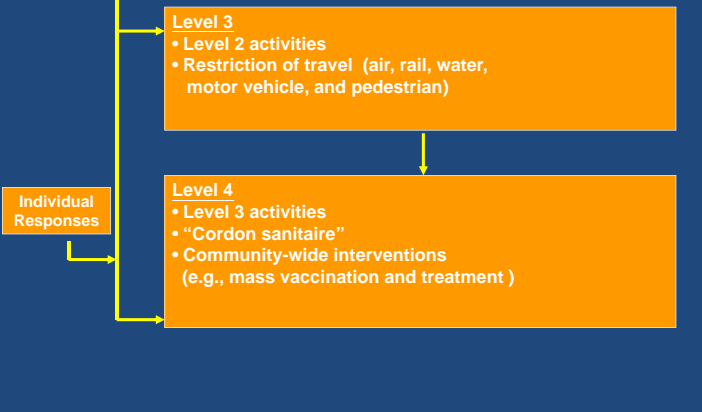 Level 3
• Level 2 activities
• Restriction of travel (air, rail, water,
motor vehicle, and pedestrian)
Individual
Responses
Level 4
• Level 3 activities
• “Cordon sanitaire”
• Community-wide interventions
(e.g., mass vaccination and treatment )